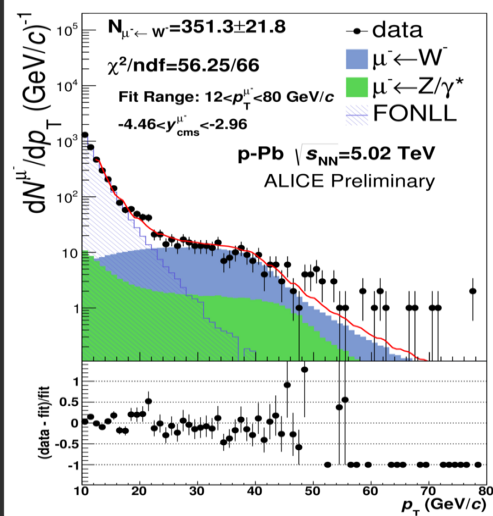 N_{μ⁻← W⁻}=351.3±21.8
χ²/ndf=56.25/66
Fit Range: 12<p_T^{μ⁻}<80 GeV/c
-4.46<y_{cms}^{μ⁻}<-2.96
data
μ⁻←W⁻
μ⁻←Z/γ*
FONLL
p-Pb √s_{NN}=5.02 TeV
ALICE Preliminary
dN^{μ⁻}/dp_T (GeV/c)⁻¹
10⁵
10⁴
10³
10²
10
1
(data - fit)/fit
1
0.5
0
-0.5
-1
10 20 30 40 50 60 70 80
p_T (GeV/c)